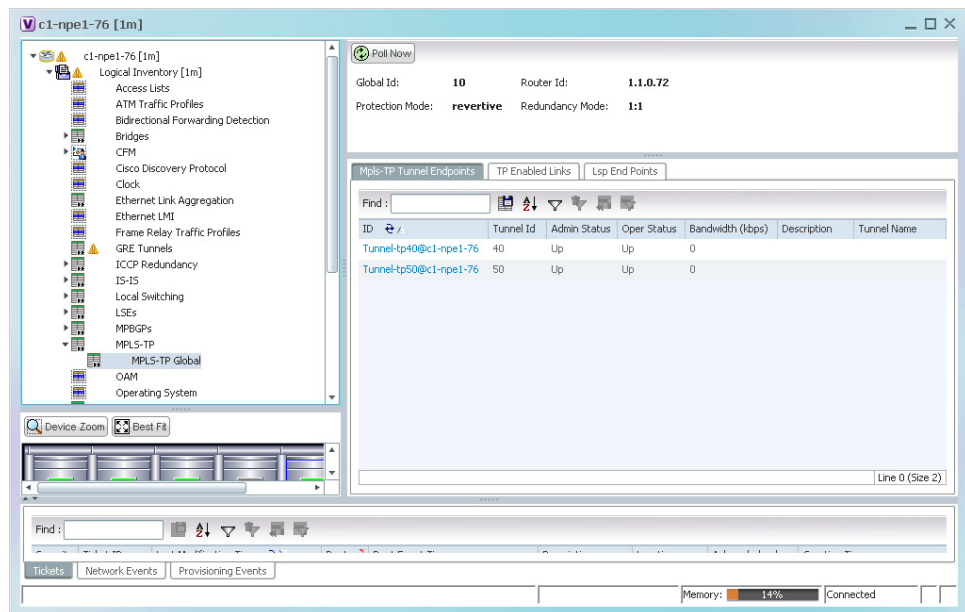 c1-npe1-76 [1m]
c1-npe1-76 [1m]
Logical Inventory [1m]
Access Lists
ATM Traffic Profiles
Bidirectional Forwarding Detection
Bridges
CFM
Cisco Discovery Protocol
Clock
Ethernet Link Aggregation
Ethernet LMI
Frame Relay Traffic Profiles
GRE Tunnels
ICCP Redundancy
IS-IS
Local Switching
LSEs
MPBGPs
MPLS-TP
MPLS-TP Global
OAM
Operating System
Device Zoom Best Fit
Poll Now
Global Id: 10 Router Id: 1.1.0.72
Protection Mode: revertive Redundancy Mode: 1:1
Mpls-TP Tunnel Endpoints TP Enabled Links Lsp End Points
Find :
ID Tunnel Id Admin Status Oper Status Bandwidth (kbps) Description Tunnel Name
Tunnel-tp40@c1-npe1-76 40 Up Up 0
Tunnel-tp50@c1-npe1-76 50 Up Up 0
Line 0 (Size 2)
Find :
Tickets Network Events Provisioning Events
Memory: 14% Connected